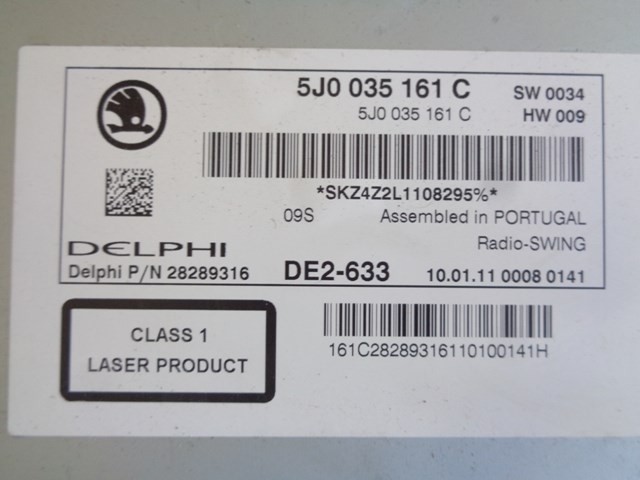 5J0 035 161 C SW 0034
5J0 035 161 C HW 009
*SKZ4Z2L1108295%*
09S Assembled in PORTUGAL
Radio-SWING
DELPHI
Delphi P/N 28289316 DE2-633 10.01.11 0008 0141
CLASS 1
LASER PRODUCT
161C28289316110100141H